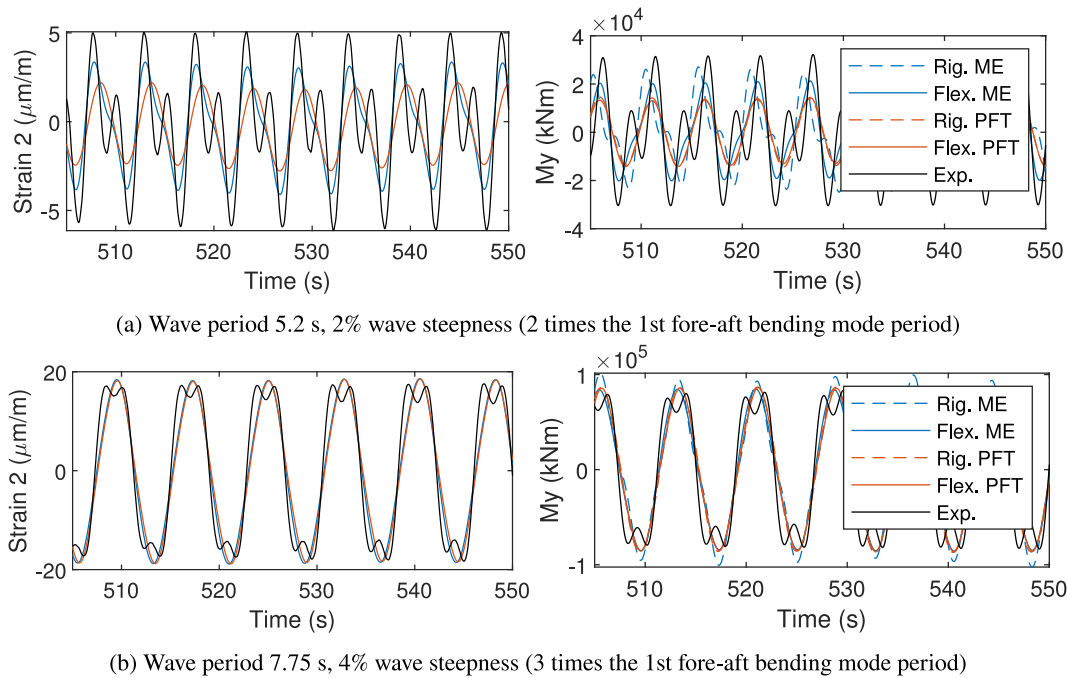 Strain 2 (μm/m)
5
0
-5
510 520 530 540 550
Time (s)
×10⁴
My (kNm)
4
2
0
-2
-4
510 520 530 540 550
Time (s)
Rig. ME
Flex. ME
Rig. PFT
Flex. PFT
Exp.
(a) Wave period 5.2 s, 2% wave steepness (2 times the 1st fore-aft bending mode period)
Strain 2 (μm/m)
20
0
-20
510 520 530 540 550
Time (s)
×10⁵
My (kNm)
1
0
-1
510 520 530 540 550
Time (s)
Rig. ME
Flex. ME
Rig. PFT
Flex. PFT
Exp.
(b) Wave period 7.75 s, 4% wave steepness (3 times the 1st fore-aft bending mode period)